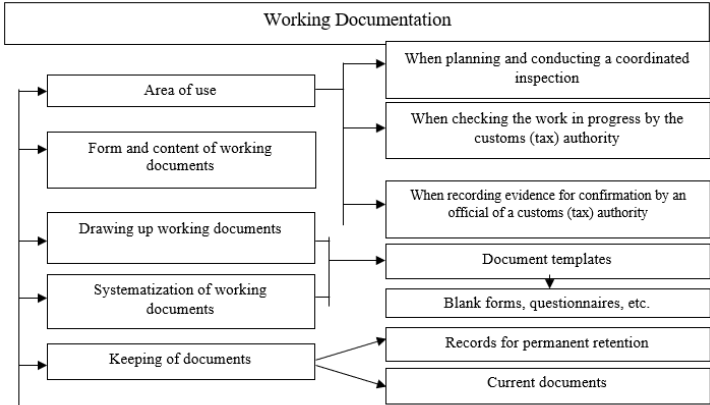 Working Documentation
Area of use
Form and content of working
documents
Drawing up working documents
Systematization of working
documents
Keeping of documents
When planning and conducting a coordinated
inspection
When checking the work in progress by the
customs (tax) authority
When recording evidence for confirmation by an
official of a customs (tax) authority
Document templates
Blank forms, questionnaires, etc.
Records for permanent retention
Current documents